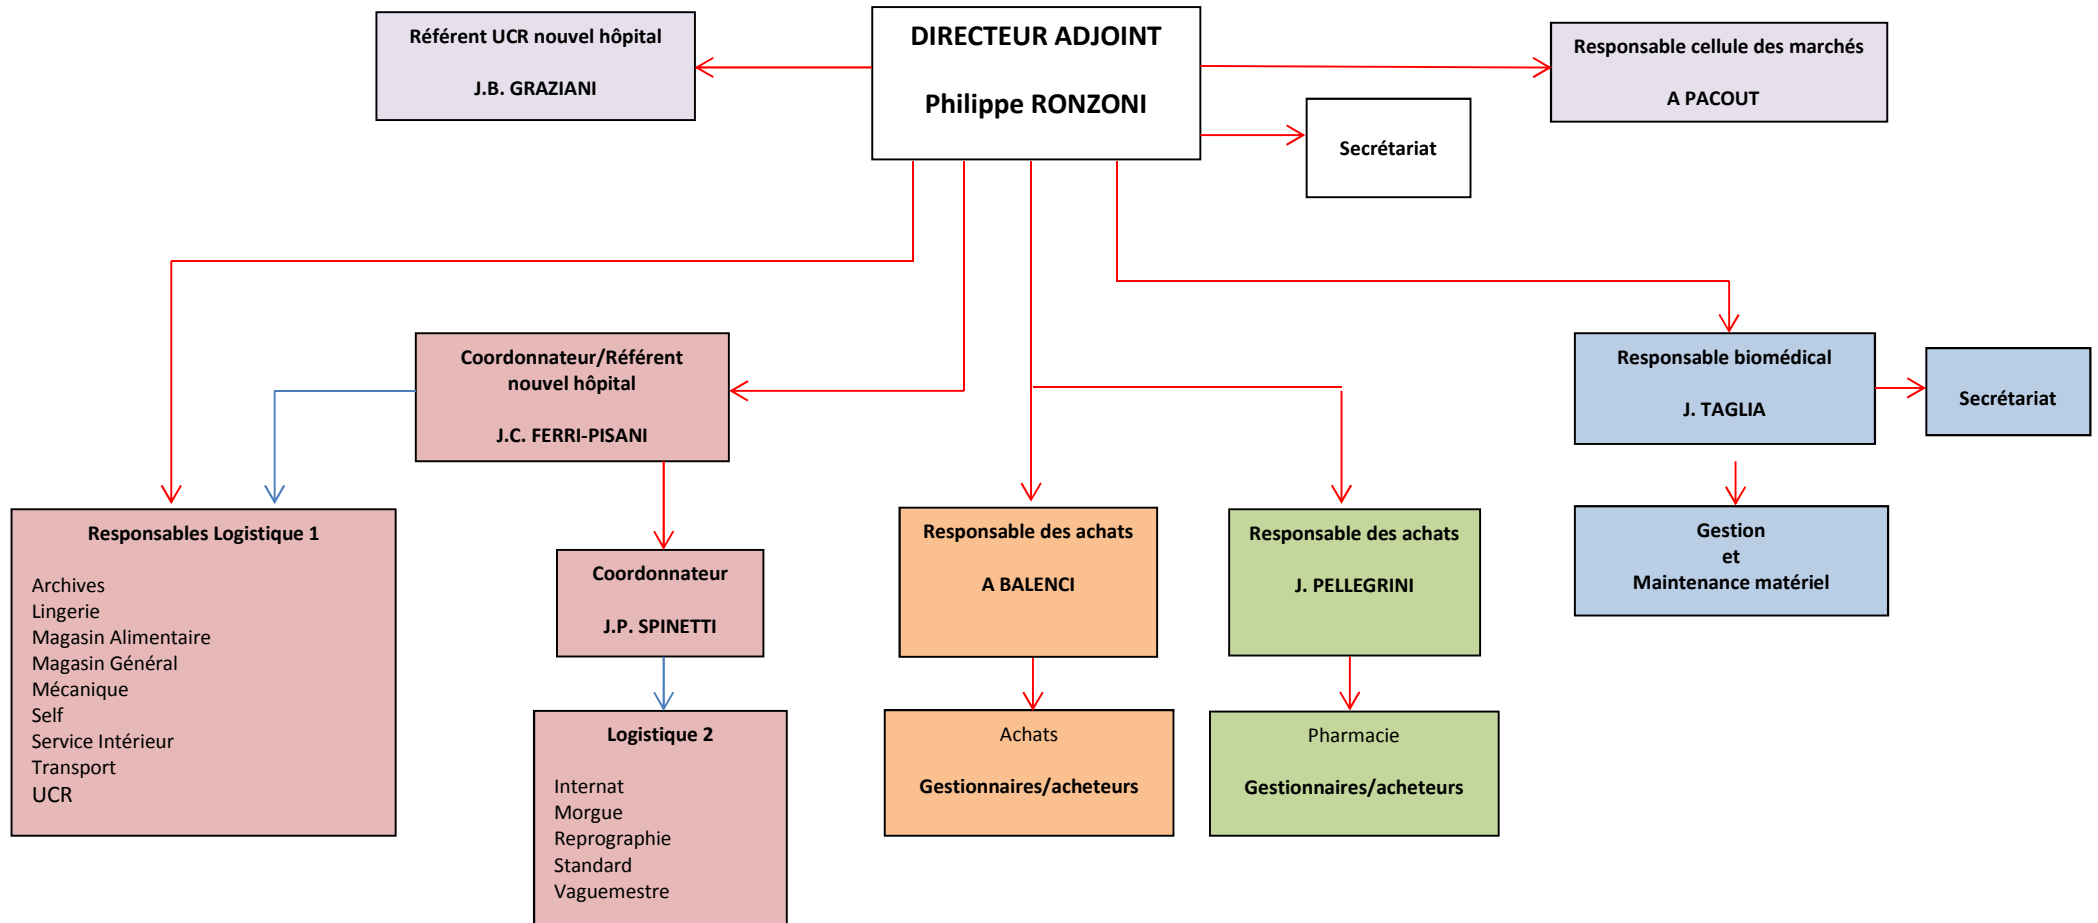 Référent UCR nouvel hôpital
J.B. GRAZIANI
DIRECTEUR ADJOINT
Philippe RONZONI
Responsable cellule des marchés
A PACOUT
Secrétariat
Coordonnateur/Référent
nouvel hôpital
J.C. FERRI-PISANI
Responsable biomédical
J. TAGLIA
Secrétariat
Responsables Logistique 1
Archives
Lingerie
Magasin Alimentaire
Magasin Général
Mécanique
Self
Service Intérieur
Transport
UCR
Coordonnateur
J.P. SPINETTI
Responsable des achats
A BALENCI
Responsable des achats
J. PELLEGRINI
Gestion
et
Maintenance matériel
Logistique 2
Internat
Morgue
Reprographie
Standard
Vaguemestre
Achats
Gestionnaires/acheteurs
Pharmacie
Gestionnaires/acheteurs